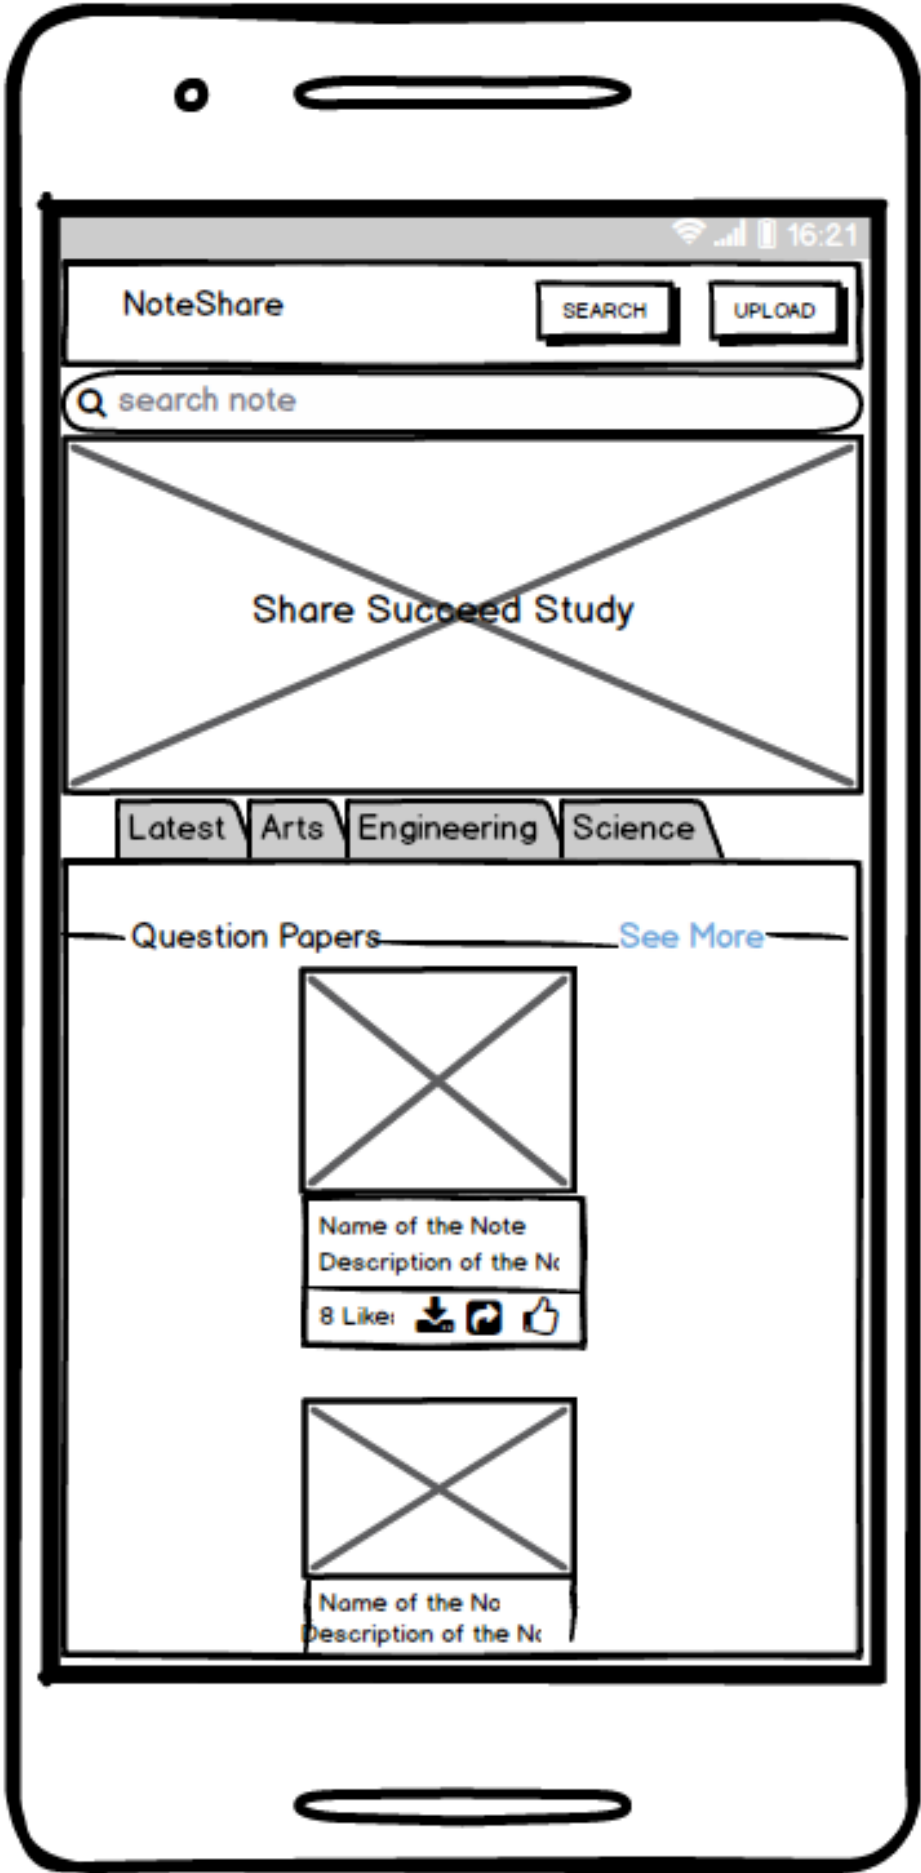 16:21
NoteShare SEARCH UPLOAD
search note
Share Succeed Study
Latest Arts Engineering Science
Question Papers See More
Name of the Note
Description of the No
8 Like
Name of the No
Description of the No